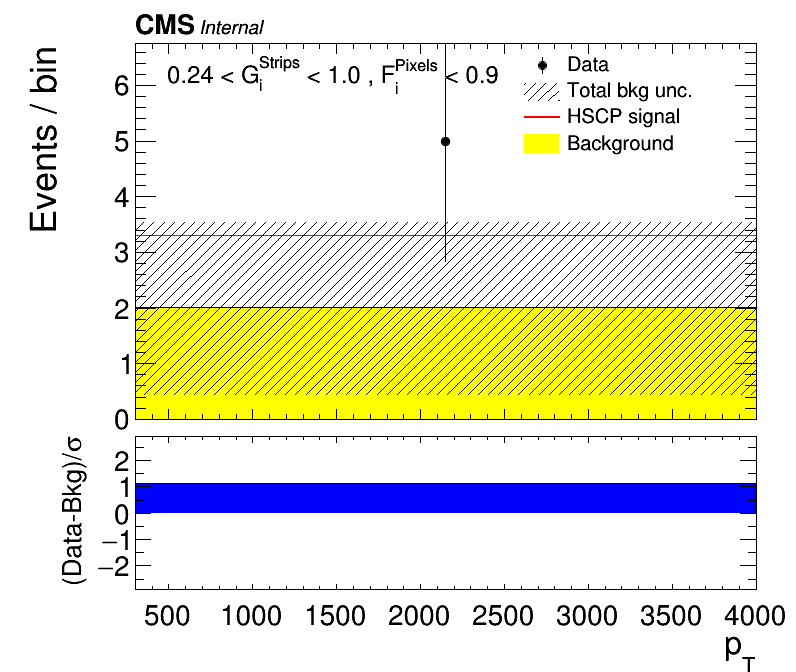 CMS Internal
Events / bin
0.24 < G_i^Strips < 1.0 , F_i^Pixels < 0.9
Data
Total bkg unc.
HSCP signal
Background
6
5
4
3
2
1
0
(Data-Bkg)/σ
2
1
0
−1
−2
500 1000 1500 2000 2500 3000 3500 4000
p_T